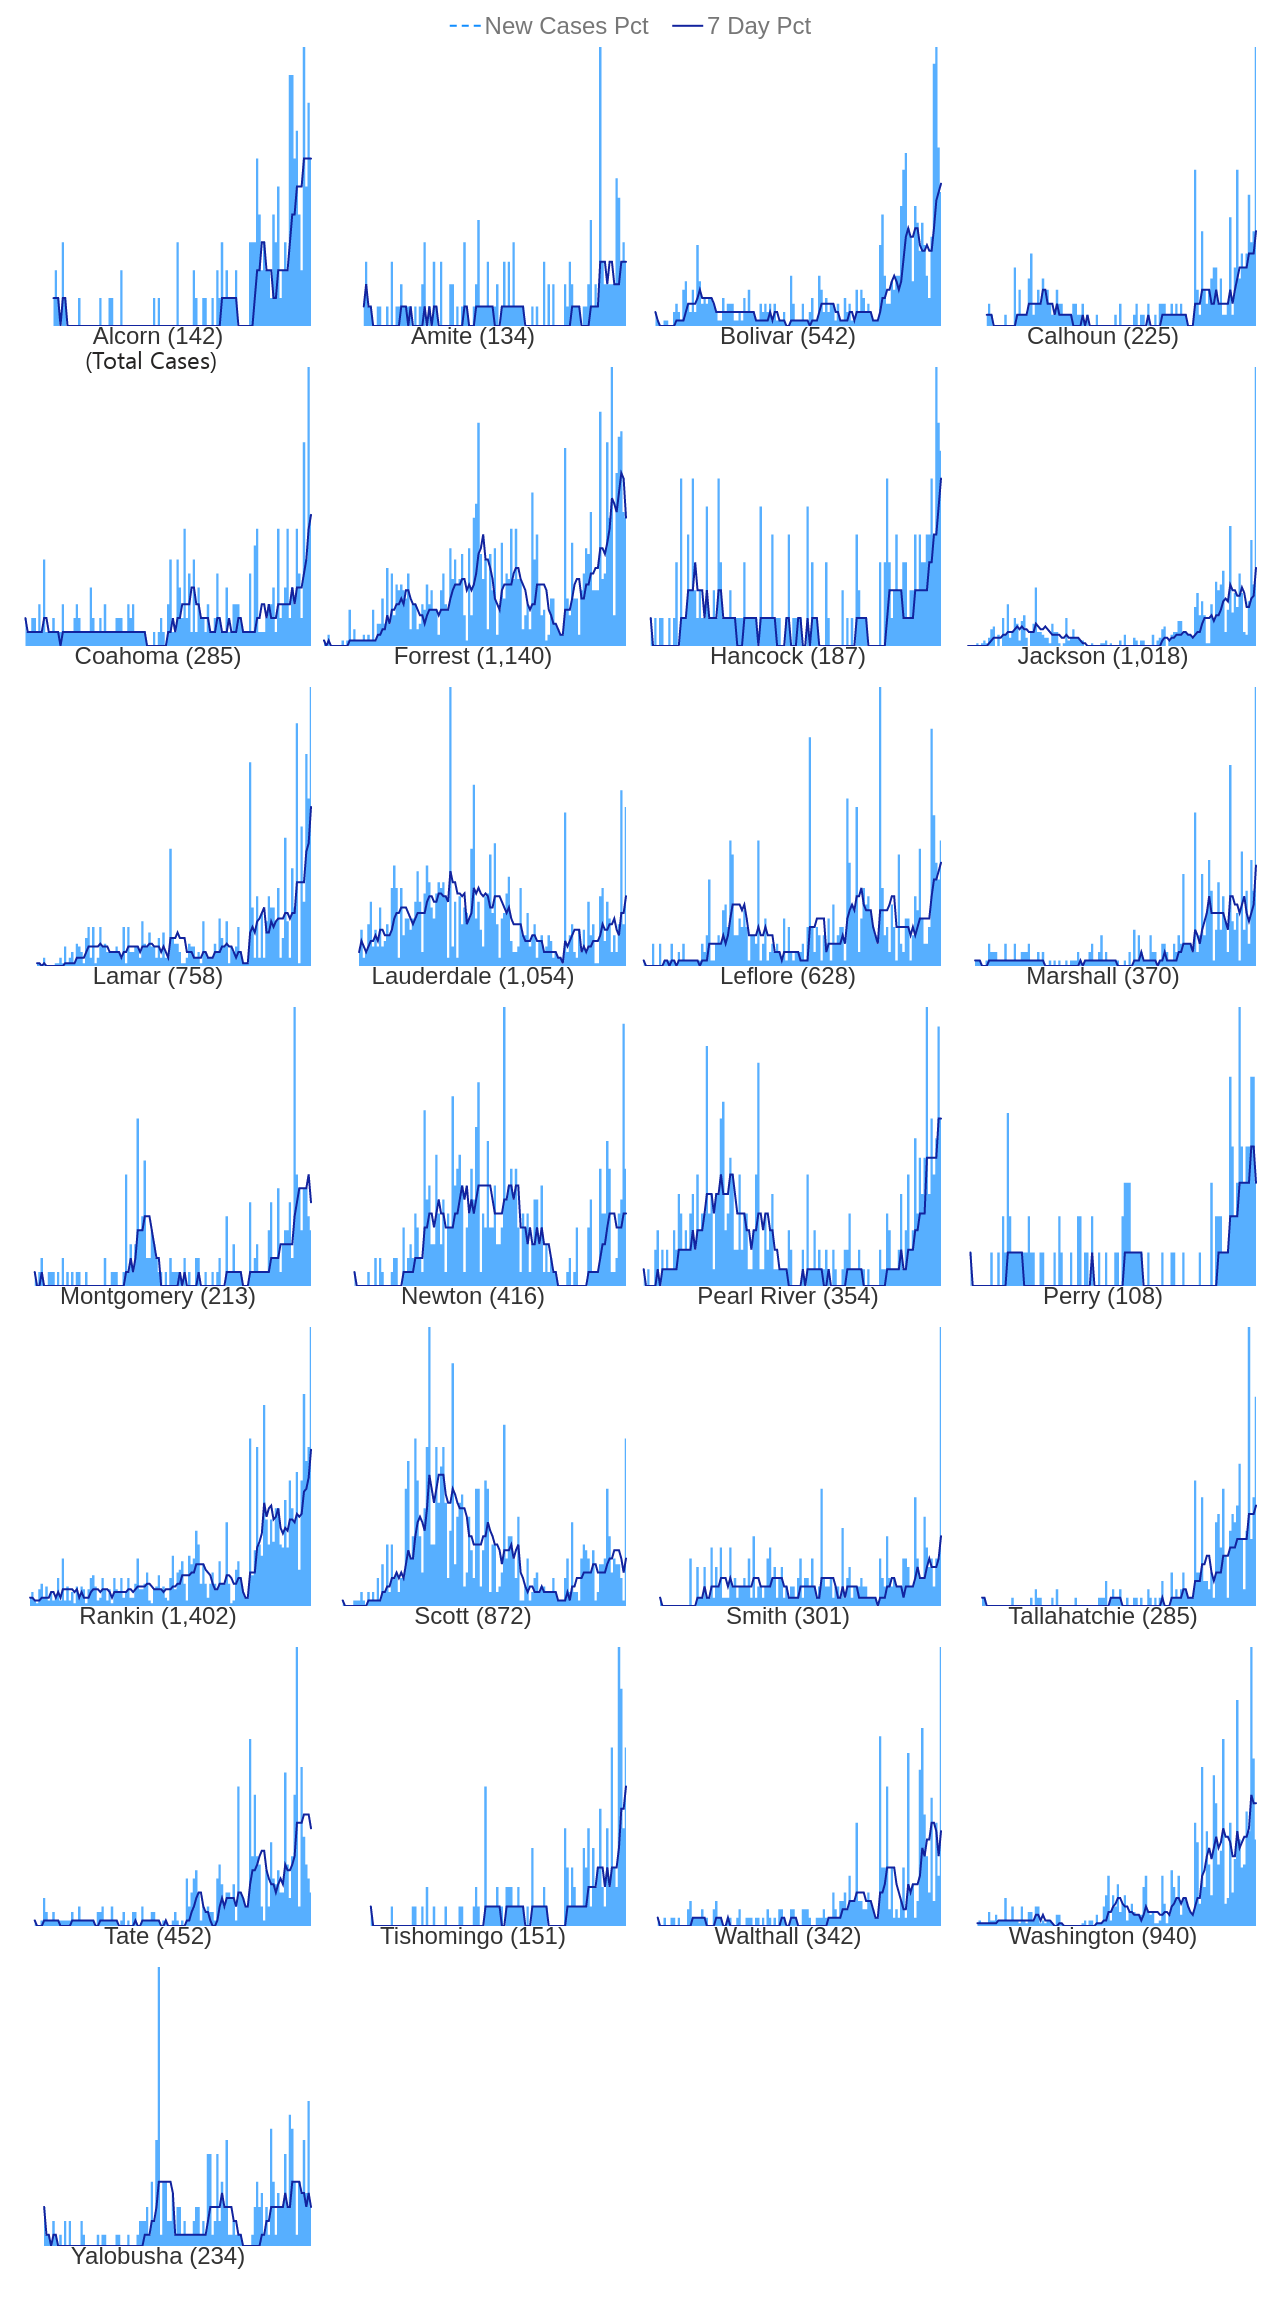 New Cases Pct 7 Day Pct
Alcorn (142) Amite (134) Bolivar (542) Calhoun (225)
(Total Cases)
Coahoma (285) Forrest (1,140) Hancock (187) Jackson (1,018)
Lamar (758) Lauderdale (1,054) Leflore (628) Marshall (370)
Montgomery (213) Newton (416) Pearl River (354) Perry (108)
Rankin (1,402) Scott (872) Smith (301) Tallahatchie (285)
Tate (452) Tishomingo (151) Walthall (342) Washington (940)
Yalobusha (234)